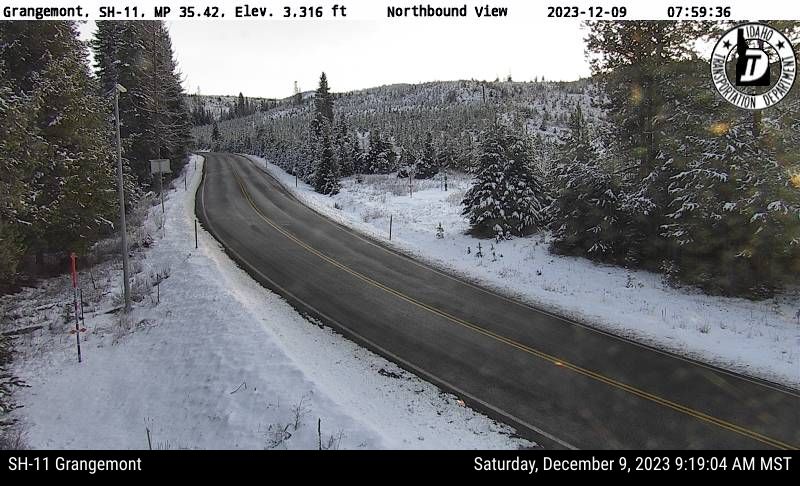 Grangemont, SH-11, MP 35.42, Elev. 3,316 ft Northbound View 2023-12-09 07:59:36
IDAHO
TRANSPORTATION DEPARTMENT
SH-11 Grangemont Saturday, December 9, 2023 9:19:04 AM MST